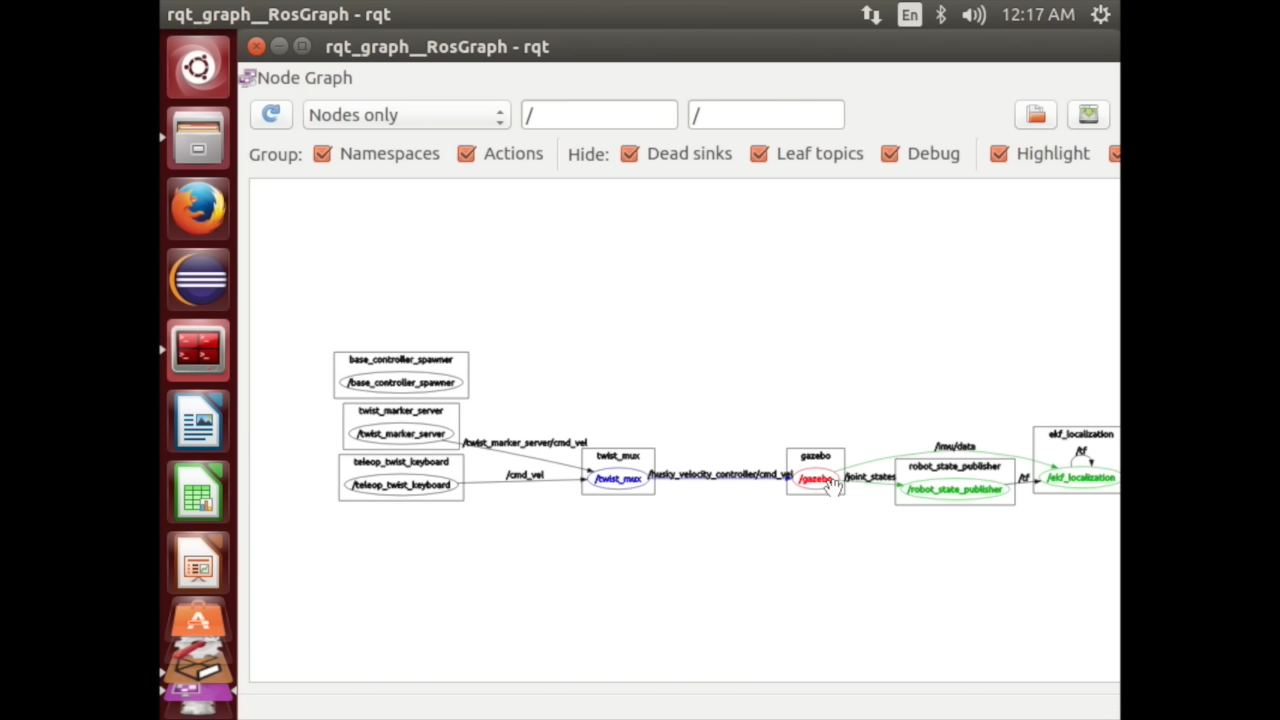 rqt_graph__RosGraph - rqt
En
12:17 AM
rqt_graph__RosGraph - rqt
Node Graph
Nodes only
/
/
Group: Namespaces Actions Hide: Dead sinks Leaf topics Debug Highlight
base_controller_spawner
/base_controller_spawner
twist_marker_server
/twist_marker_server
/twist_marker_server/cmd_vel
teleop_twist_keyboard
/teleop_twist_keyboard
/cmd_vel
twist_mux
/twist_mux
/husky_velocity_controller/cmd_vel
gazebo
/gazebo
/imu/data
/joint_states
robot_state_publisher
/robot_state_publisher
/tf
ekf_localization
/tf
/ekf_localization